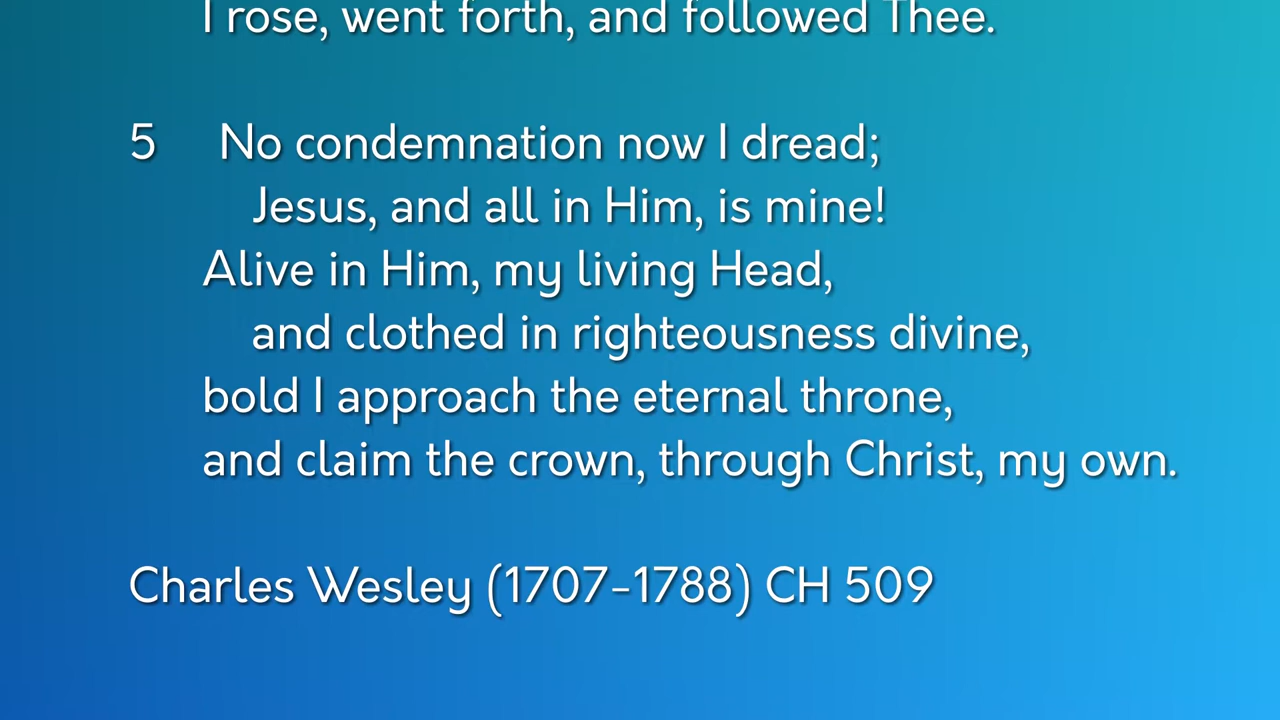 I rose, went forth, and followed Thee.
5 No condemnation now I dread;
Jesus, and all in Him, is mine!
Alive in Him, my living Head,
and clothed in righteousness divine,
bold I approach the eternal throne,
and claim the crown, through Christ, my own.
Charles Wesley (1707-1788) CH 509